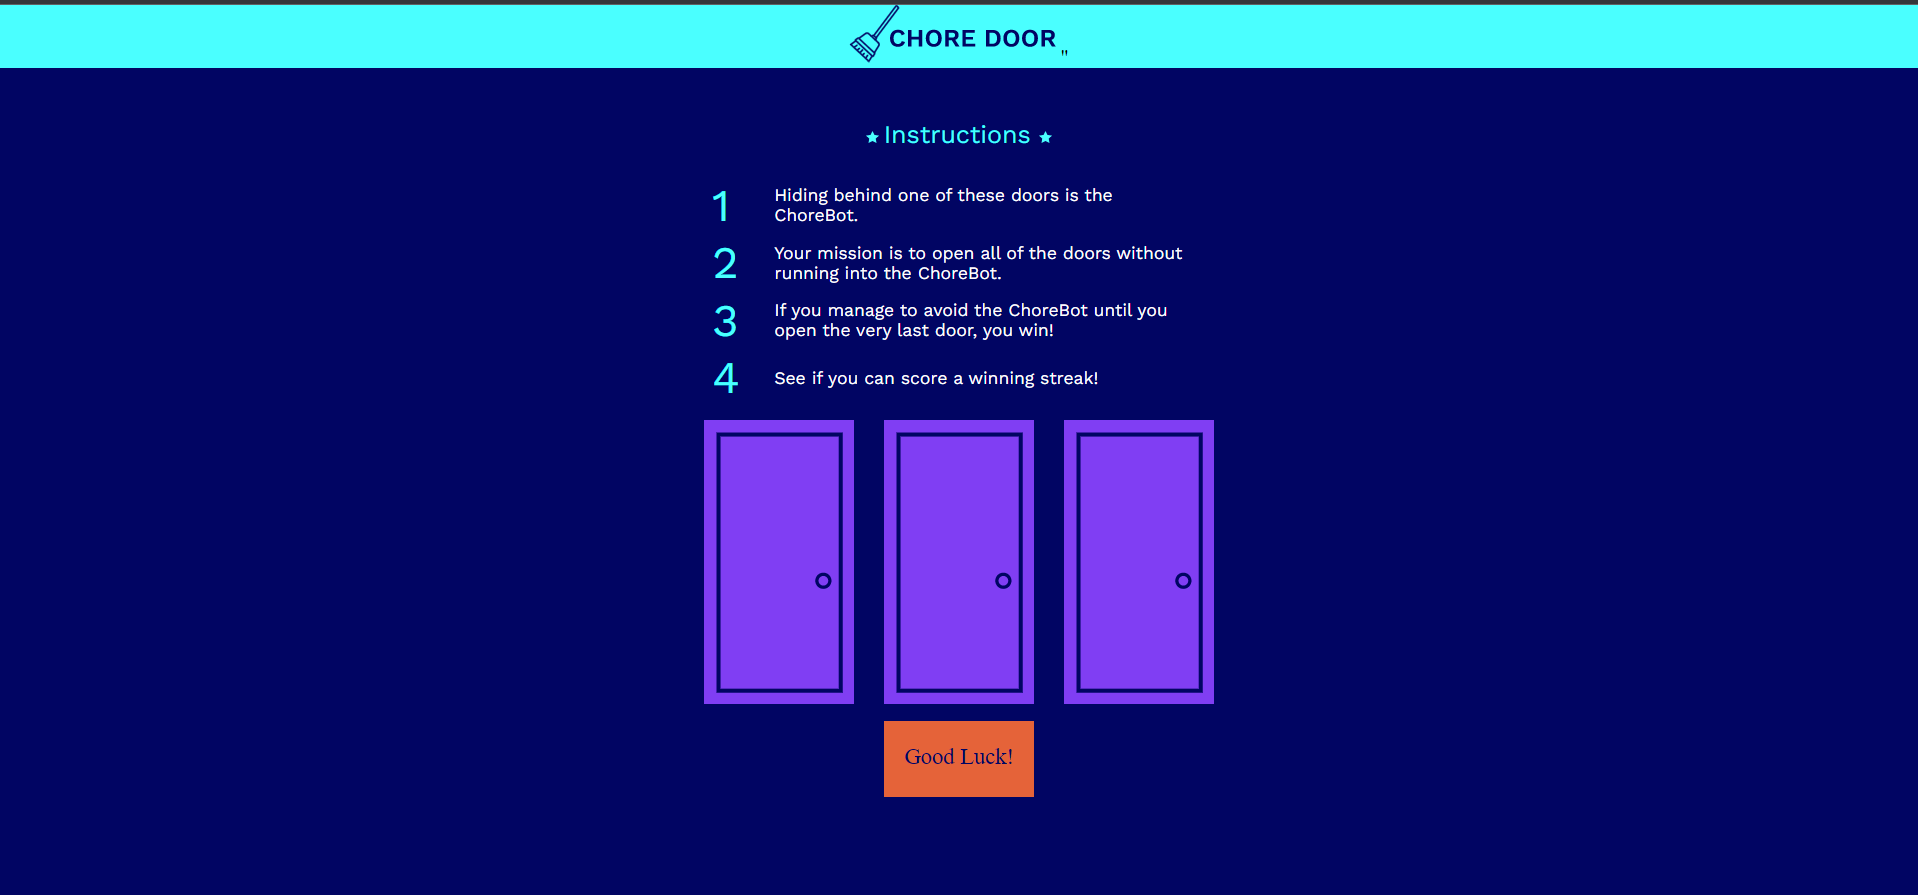 CHORE DOOR "
Instructions
1 Hiding behind one of these doors is the
ChoreBot.
2 Your mission is to open all of the doors without
running into the ChoreBot.
3 If you manage to avoid the ChoreBot until you
open the very last door, you win!
4 See if you can score a winning streak!
Good Luck!